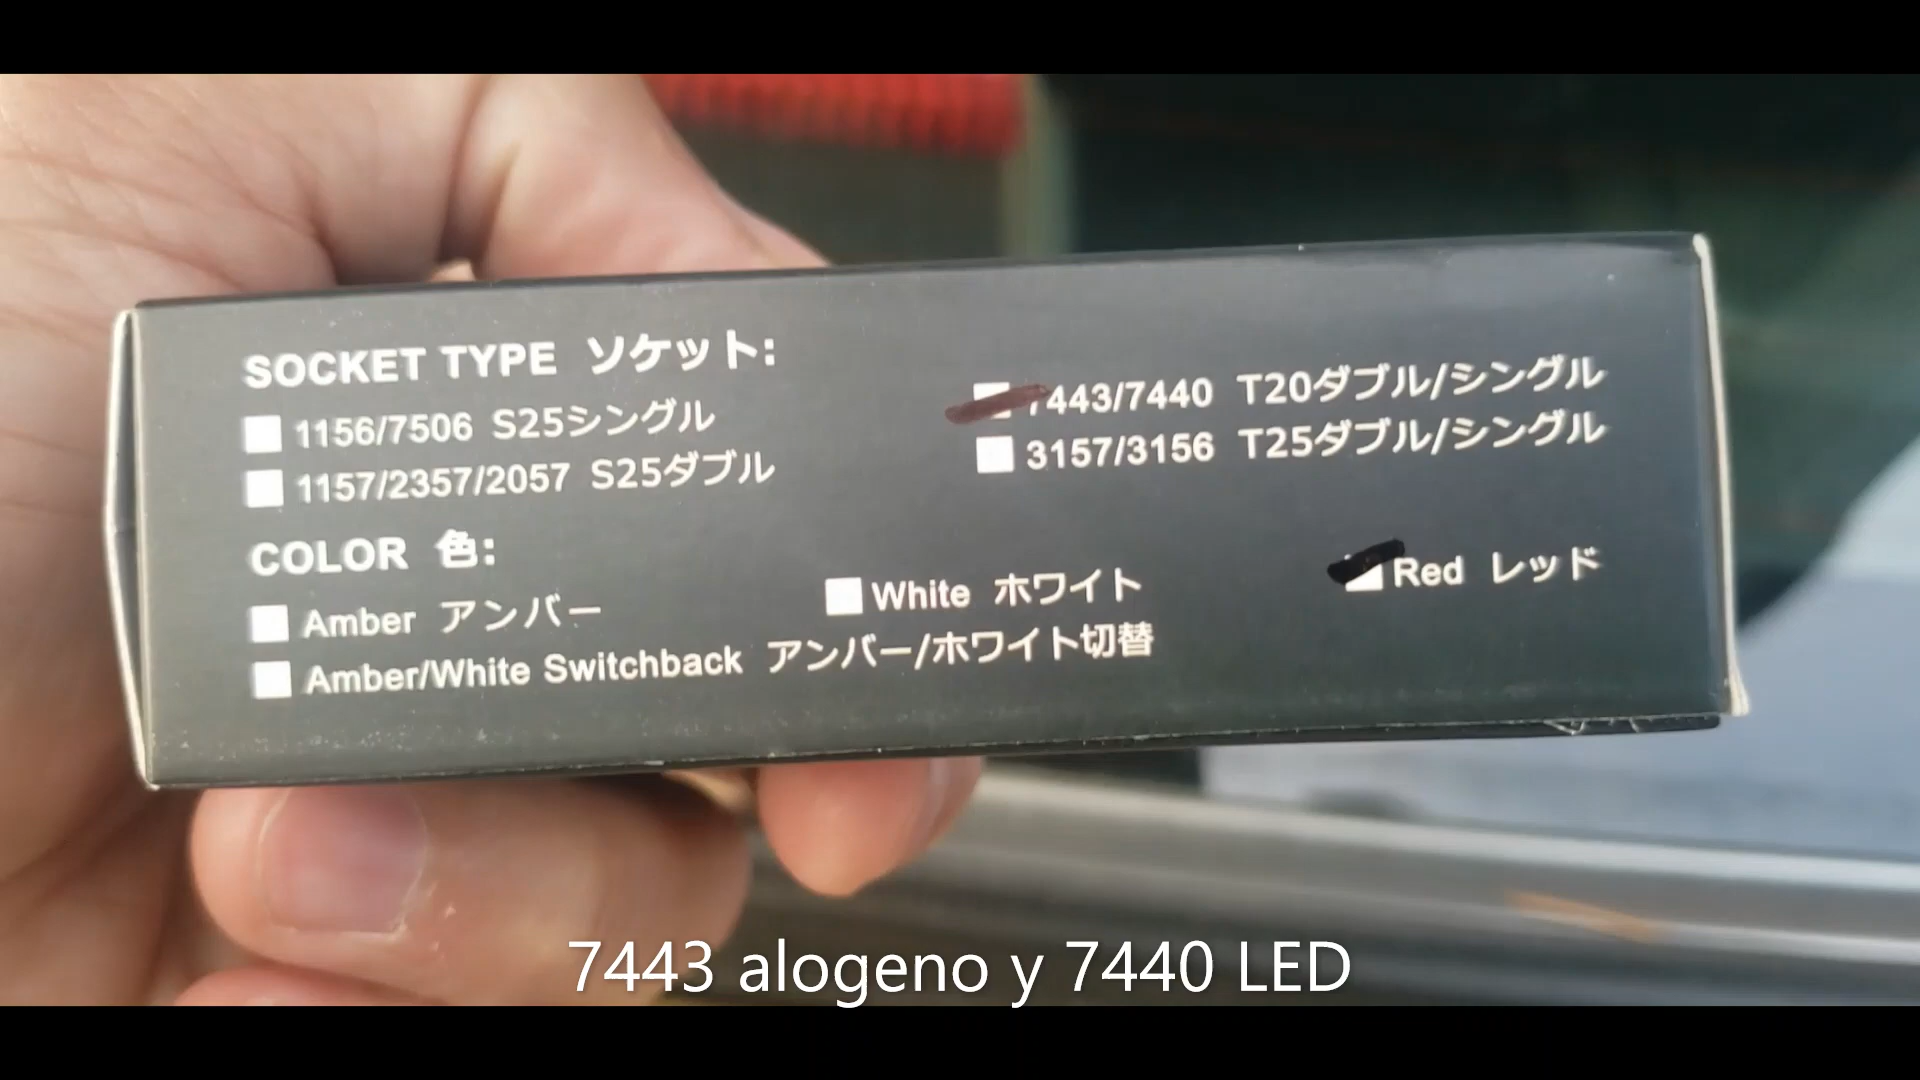 SOCKET TYPE ソケット:
1156/7506 S25シングル
7443/7440 T20ダブル/シングル
1157/2357/2057 S25ダブル
3157/3156 T25ダブル/シングル
COLOR 色:
Amber アンバー
White ホワイト
Red レッド
Amber/White Switchback アンバー/ホワイト切替
7443 alogeno y 7440 LED